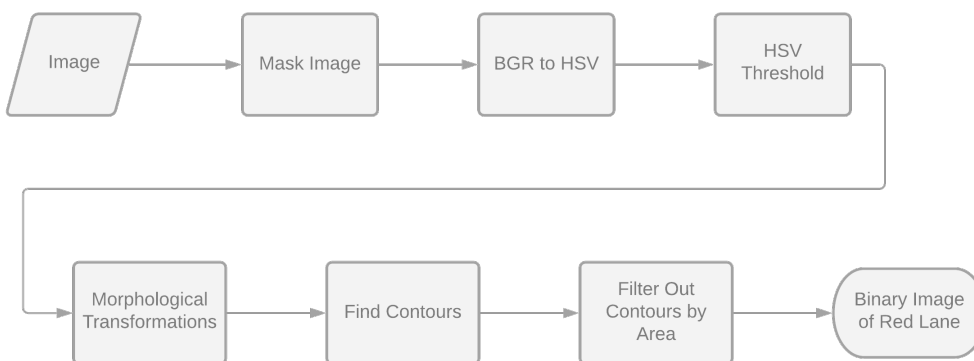 Image
Mask Image
BGR to HSV
HSV
Threshold
Morphological
Transformations
Find Contours
Filter Out
Contours by
Area
Binary Image
of Red Lane